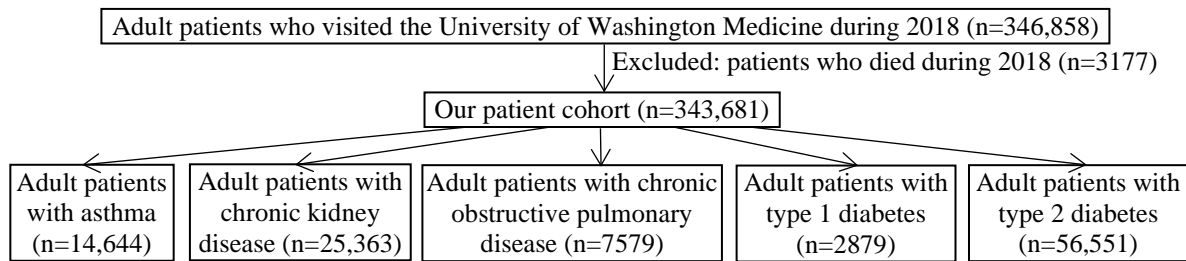 Adult patients who visited the University of Washington Medicine during 2018 (n=346,858)
Excluded: patients who died during 2018 (n=3177)
Our patient cohort (n=343,681)
Adult patients
with asthma
(n=14,644)
Adult patients with
chronic kidney
disease (n=25,363)
Adult patients with chronic
obstructive pulmonary
disease (n=7579)
Adult patients with
type 1 diabetes
(n=2879)
Adult patients with
type 2 diabetes
(n=56,551)